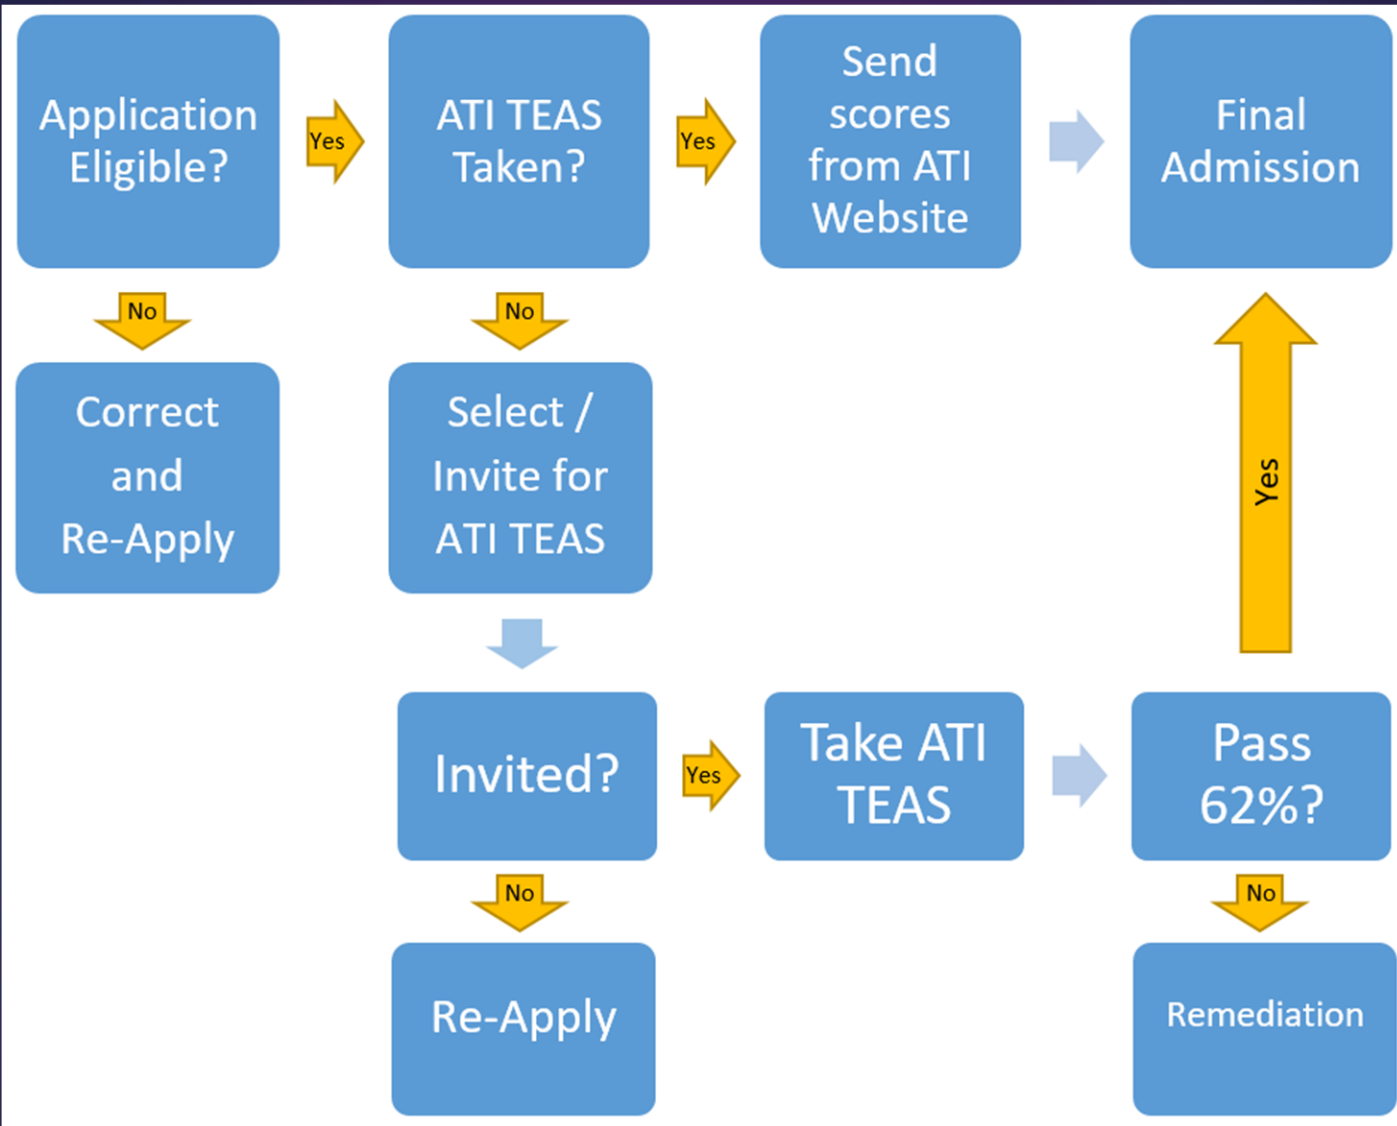 Application
Eligible?
Yes
ATI TEAS
Taken?
Yes
Send
scores
from ATI
Website
Final
Admission
No
No
Correct
and
Re-Apply
Select /
Invite for
ATI TEAS
Yes
Invited?
Yes
Take ATI
TEAS
Pass
62%?
No
No
Re-Apply
Remediation